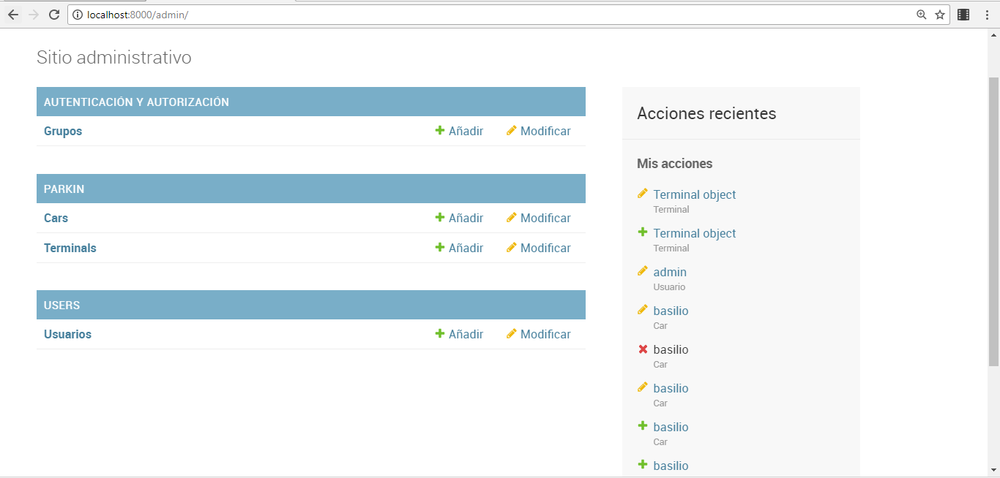 localhost:8000/admin/
Sitio administrativo
AUTENTICACIÓN Y AUTORIZACIÓN
Grupos Añadir Modificar
PARKIN
Cars Añadir Modificar
Terminals Añadir Modificar
USERS
Usuarios Añadir Modificar
Acciones recientes
Mis acciones
Terminal object
Terminal
Terminal object
Terminal
admin
Usuario
basilio
Car
basilio
Car
basilio
Car
basilio
Car
basilio